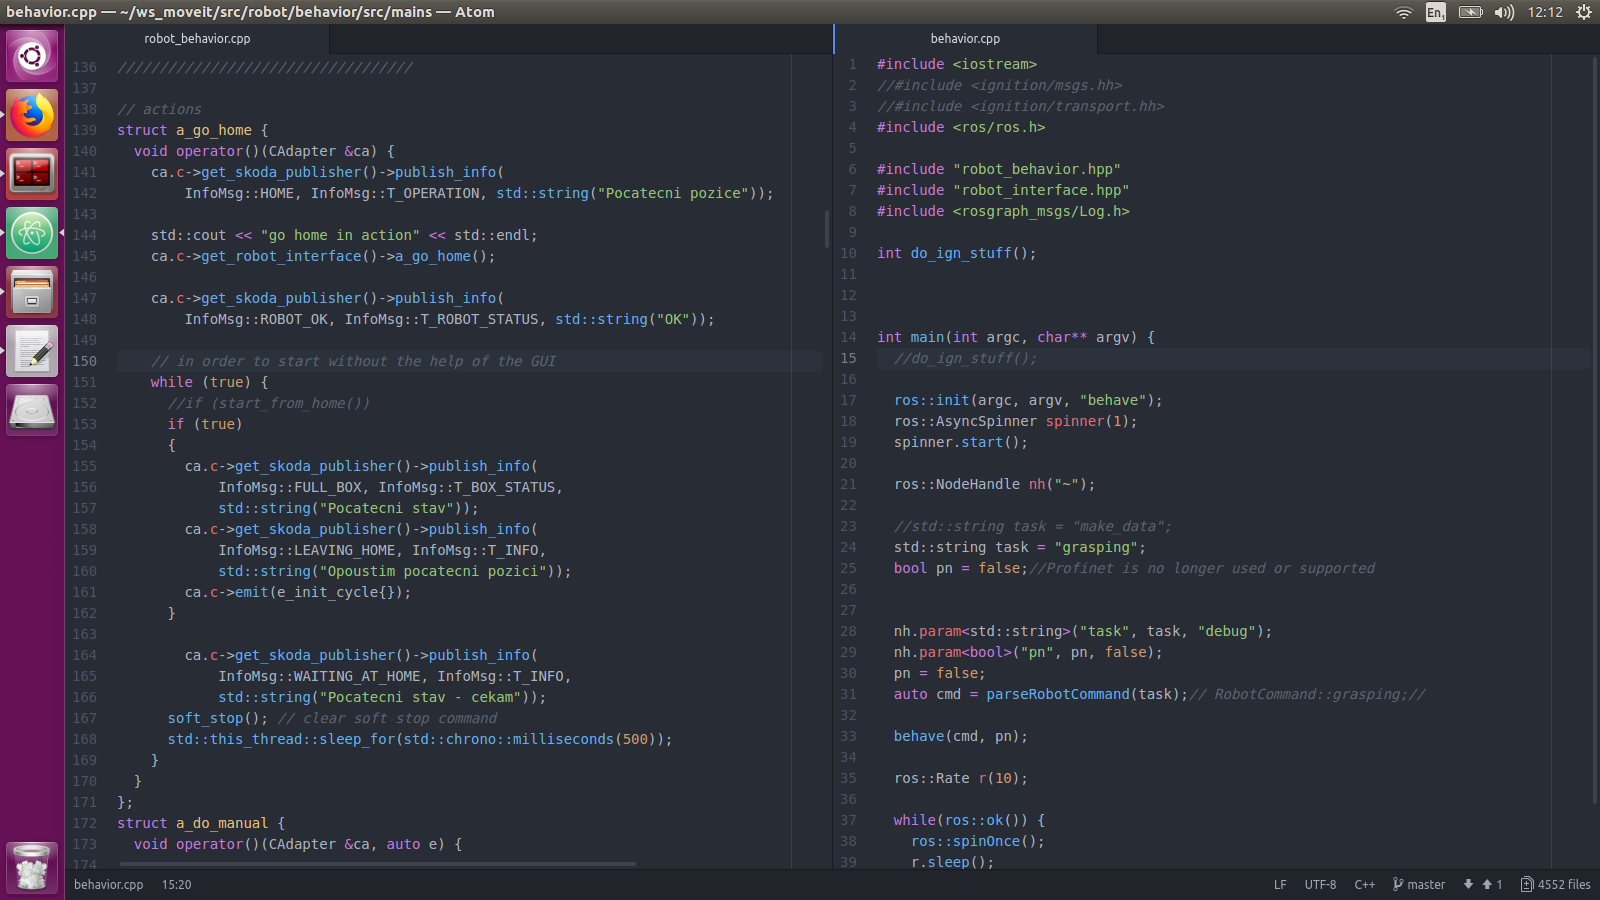 behavior.cpp — ~/ws_moveit/src/robot/behavior/src/mains — Atom
En1
12:12
robot_behavior.cpp
136 ///////////////////////////////////
137
138 // actions
139 struct a_go_home {
140 void operator()(CAdapter &ca) {
141 ca.c->get_skoda_publisher()->publish_info(
142 InfoMsg::HOME, InfoMsg::T_OPERATION, std::string("Pocatecni pozice"));
143
144 std::cout << "go home in action" << std::endl;
145 ca.c->get_robot_interface()->a_go_home();
146
147 ca.c->get_skoda_publisher()->publish_info(
148 InfoMsg::ROBOT_OK, InfoMsg::T_ROBOT_STATUS, std::string("OK"));
149
150 // in order to start without the help of the GUI
151 while (true) {
152 //if (start_from_home())
153 if (true)
154 {
155 ca.c->get_skoda_publisher()->publish_info(
156 InfoMsg::FULL_BOX, InfoMsg::T_BOX_STATUS,
157 std::string("Pocatecni stav"));
158 ca.c->get_skoda_publisher()->publish_info(
159 InfoMsg::LEAVING_HOME, InfoMsg::T_INFO,
160 std::string("Opoustim pocatecni pozici"));
161 ca.c->emit(e_init_cycle{});
162 }
163
164 ca.c->get_skoda_publisher()->publish_info(
165 InfoMsg::WAITING_AT_HOME, InfoMsg::T_INFO,
166 std::string("Pocatecni stav - cekam"));
167 soft_stop(); // clear soft stop command
168 std::this_thread::sleep_for(std::chrono::milliseconds(500));
169 }
170 }
171 };
172 struct a_do_manual {
173 void operator()(CAdapter &ca, auto e) {
174
behavior.cpp
1 #include <iostream>
2 //#include <ignition/msgs.hh>
3 //#include <ignition/transport.hh>
4 #include <ros/ros.h>
5
6 #include "robot_behavior.hpp"
7 #include "robot_interface.hpp"
8 #include <rosgraph_msgs/Log.h>
9
10 int do_ign_stuff();
11
12
13
14 int main(int argc, char** argv) {
15 //do_ign_stuff();
16
17 ros::init(argc, argv, "behave");
18 ros::AsyncSpinner spinner(1);
19 spinner.start();
20
21 ros::NodeHandle nh("~");
22
23 //std::string task = "make_data";
24 std::string task = "grasping";
25 bool pn = false;//Profinet is no longer used or supported
26
27
28 nh.param<std::string>("task", task, "debug");
29 nh.param<bool>("pn", pn, false);
30 pn = false;
31 auto cmd = parseRobotCommand(task);// RobotCommand::grasping;//
32
33 behave(cmd, pn);
34
35 ros::Rate r(10);
36
37 while(ros::ok()) {
38 ros::spinOnce();
39 r.sleep();
behavior.cpp 15:20
LF UTF-8 C++ master 1 4552 files